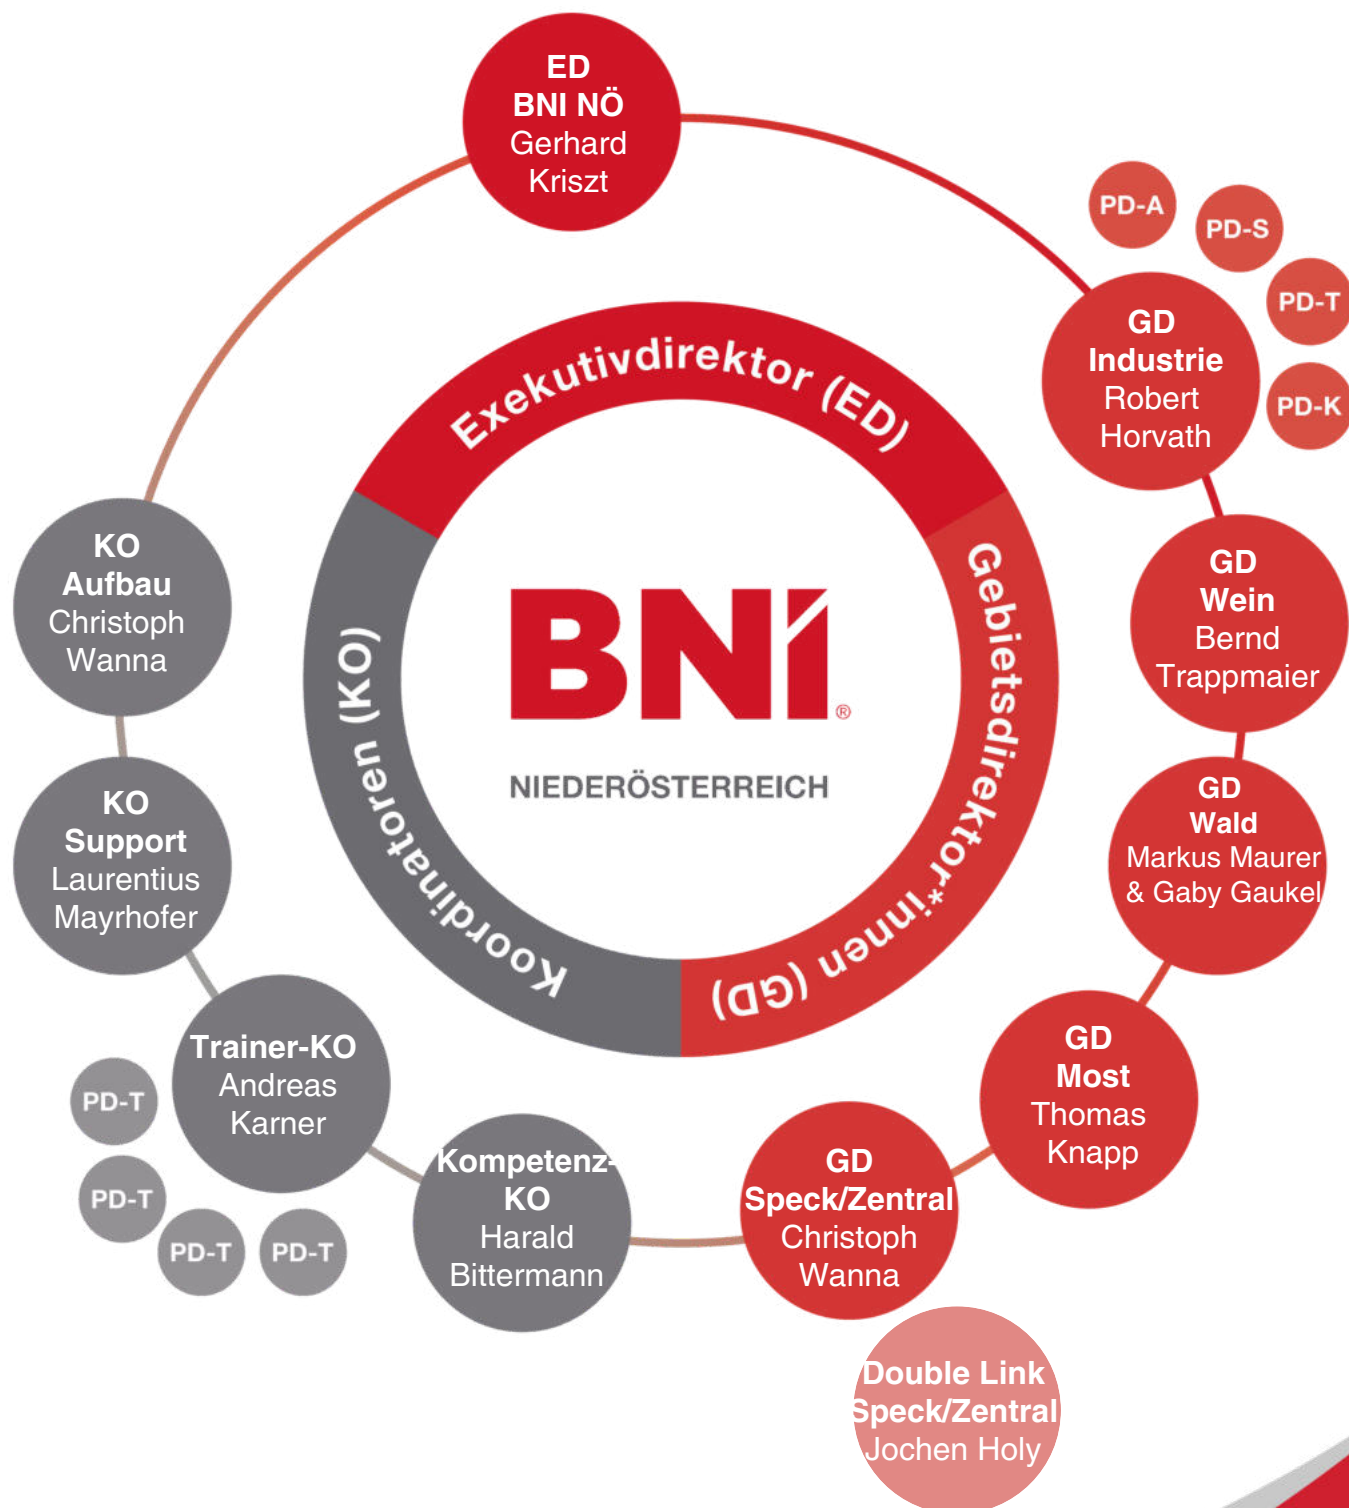 ED
BNI NÖ
Gerhard
Kriszt
PD-A
PD-S
PD-T
PD-K
GD
Industrie
Robert
Horvath
GD
Wein
Bernd
Trappmaier
GD
Wald
Markus Maurer
& Gaby Gaukel
GD
Most
Thomas
Knapp
GD
Speck/Zentral
Christoph
Wanna
Double Link
Speck/Zentral
Jochen Holy
Kompetenz-
KO
Harald
Bittermann
Trainer-KO
Andreas
Karner
PD-T
PD-T
PD-T
PD-T
KO
Support
Laurentius
Mayrhofer
KO
Aufbau
Christoph
Wanna
Exekutivdirektor (ED)
Gebietsdirektor*innen (GD)
Koordinatoren (KO)
BNI®
NIEDERÖSTERREICH